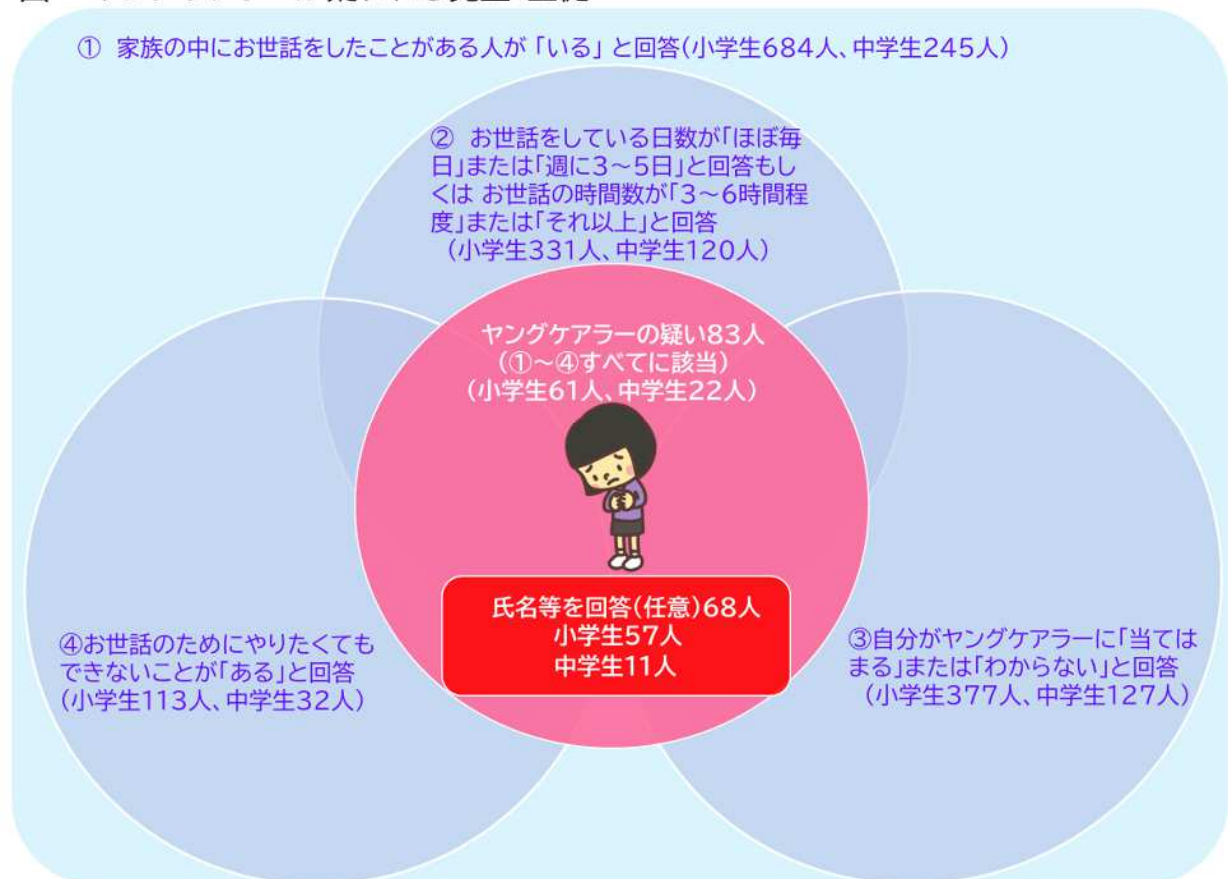 ① 家族の中にお世話をしたことがある人が「いる」と回答(小学生684人、中学生245人)
② お世話をしている日数が「ほぼ毎
日」または「週に3～5日」と回答もし
くは お世話の時間数が「3～6時間程
度」または「それ以上」と回答
(小学生331人、中学生120人)
ヤングケアラーの疑い83人
(①～④すべてに該当)
(小学生61人、中学生22人)
氏名等を回答(任意)68人
小学生57人
中学生11人
④お世話のためにやりたくても
できないことが「ある」と回答
(小学生113人、中学生32人)
③自分がヤングケアラーに「当ては
まる」または「わからない」と回答
(小学生377人、中学生127人)